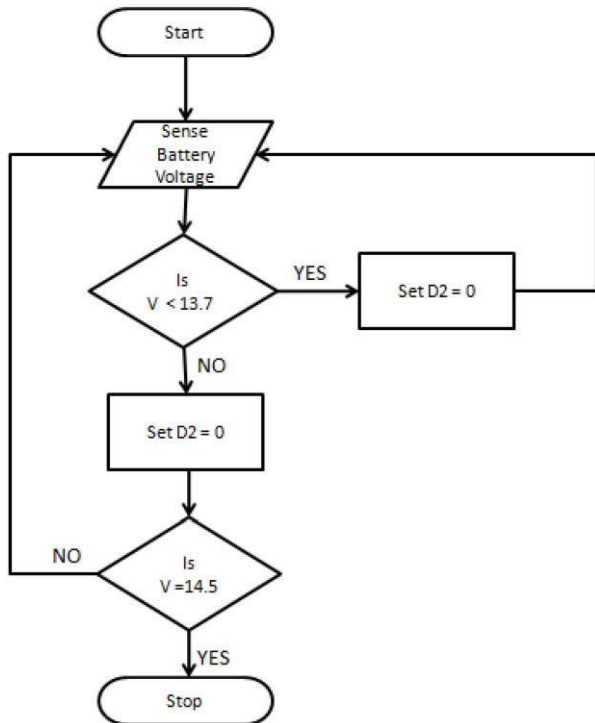 Start
Sense
Battery
Voltage
Is
V < 13.7
YES
Set D2 = 0
NO
Set D2 = 0
Is
V =14.5
NO
YES
Stop